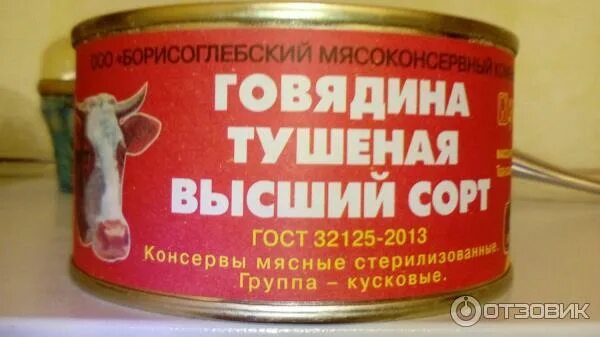 ООО «БОРИСОГЛЕБСКИЙ МЯСОКОНСЕРВНЫЙ
ГОВЯДИНА
ТУШЕНАЯ
ВЫСШИЙ СОРТ
ГОСТ 32125-2013
Консервы мясные стерилизованные.
Группа – кусковые.
ОТЗОВИК